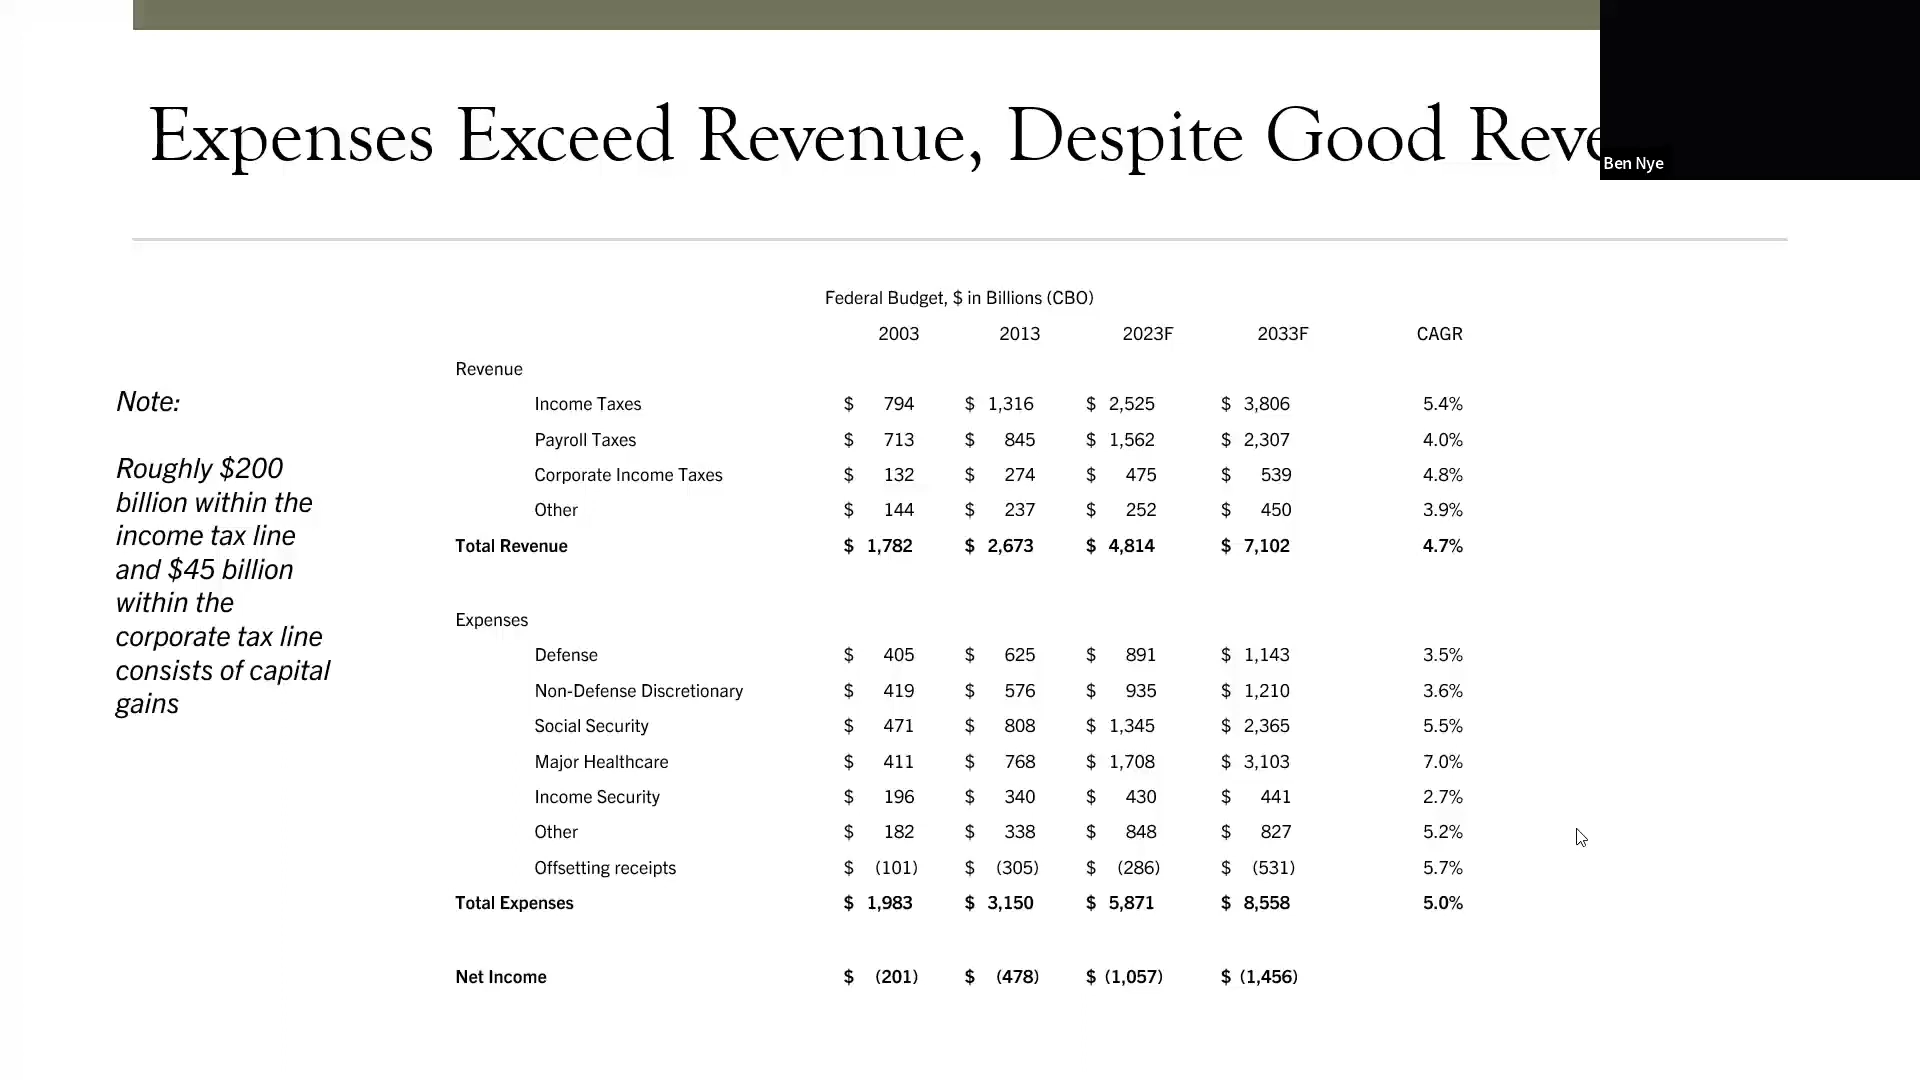 Expenses Exceed Revenue, Despite Good
Ben Nye
Federal Budget, $ in Billions (CBO)
2003 2013 2023F 2033F CAGR
Revenue
Income Taxes $ 794 $ 1,316 $ 2,525 $ 3,806 5.4%
Payroll Taxes $ 713 $ 845 $ 1,562 $ 2,307 4.0%
Corporate Income Taxes $ 132 $ 274 $ 475 $ 539 4.8%
Other $ 144 $ 237 $ 252 $ 450 3.9%
Total Revenue $ 1,782 $ 2,673 $ 4,814 $ 7,102 4.7%
Expenses
Defense $ 405 $ 625 $ 891 $ 1,143 3.5%
Non-Defense Discretionary $ 419 $ 576 $ 935 $ 1,210 3.6%
Social Security $ 471 $ 808 $ 1,345 $ 2,365 5.5%
Major Healthcare $ 411 $ 768 $ 1,708 $ 3,103 7.0%
Income Security $ 196 $ 340 $ 430 $ 441 2.7%
Other $ 182 $ 338 $ 848 $ 827 5.2%
Offsetting receipts $ (101) $ (305) $ (286) $ (531) 5.7%
Total Expenses $ 1,983 $ 3,150 $ 5,871 $ 8,558 5.0%
Net Income $ (201) $ (478) $ (1,057) $ (1,456)
Note:
Roughly $200
billion within the
income tax line
and $45 billion
within the
corporate tax line
consists of capital
gains